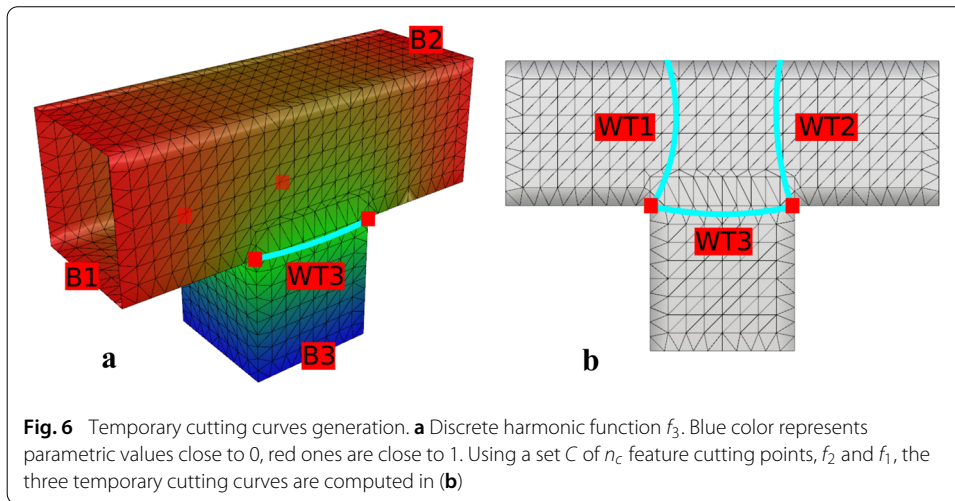 B2
B1
WT3
B3
a
WT1
WT2
WT3
b
Fig. 6 Temporary cutting curves generation. a Discrete harmonic function f₃. Blue color represents
parametric values close to 0, red ones are close to 1. Using a set C of n_c feature cutting points, f₂ and f₁, the
three temporary cutting curves are computed in (b)